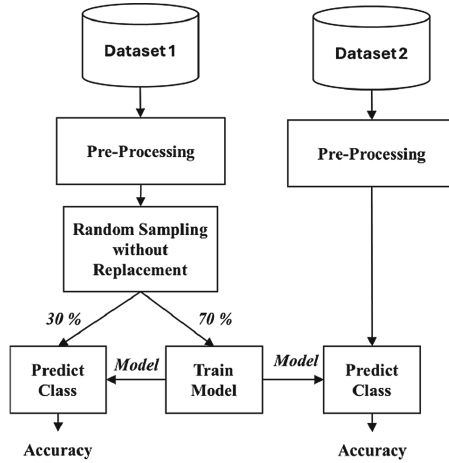 Dataset 1
Dataset 2
Pre-Processing
Pre-Processing
Random Sampling
without
Replacement
30 %
70 %
Predict
Class
Model
Train
Model
Model
Predict
Class
Accuracy
Accuracy